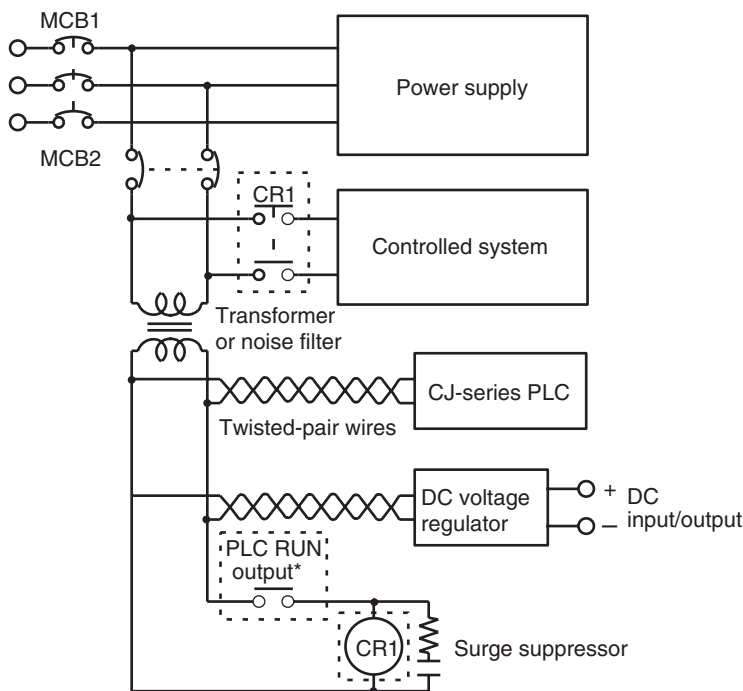 MCB1
Power supply
MCB2
CR1
Controlled system
Transformer
or noise filter
CJ-series PLC
Twisted-pair wires
DC voltage
regulator
+
–
DC
input/output
PLC RUN
output*
CR1
Surge suppressor